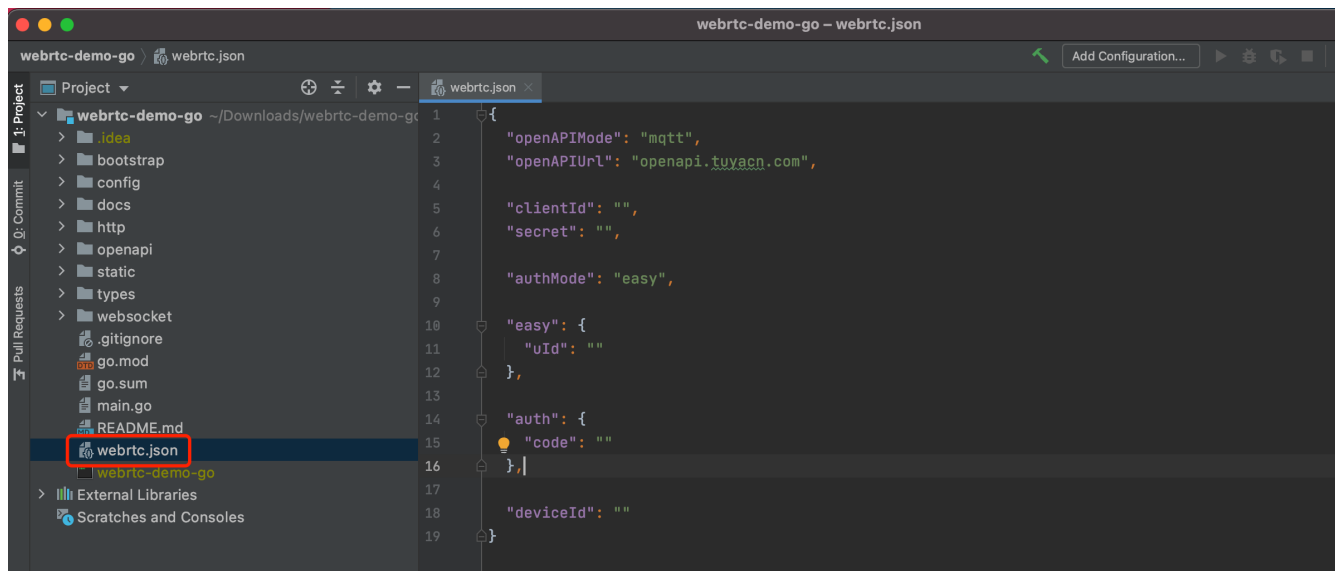 webrtc-demo-go – webrtc.json
webrtc-demo-go 〉 webrtc.json
Add Configuration...
1: Project
0: Commit
Pull Requests
Project
webrtc-demo-go ~/Downloads/webrtc-demo-go
.idea
bootstrap
config
docs
http
openapi
static
types
websocket
.gitignore
go.mod
go.sum
main.go
README.md
webrtc.json
webrtc-demo-go
External Libraries
Scratches and Consoles
webrtc.json
1 {
2 "openAPIMode": "mqtt",
3 "openAPIUrl": "openapi.tuyacn.com",
4
5 "clientId": "",
6 "secret": "",
7
8 "authMode": "easy",
9
10 "easy": {
11 "uId": ""
12 },
13
14 "auth": {
15 "code": ""
16 },
17
18 "deviceId": ""
19 }